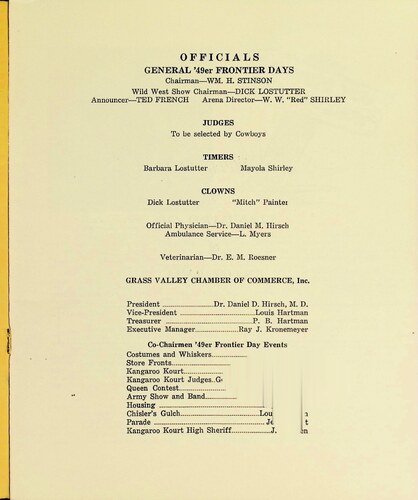 OFFICIALS
GENERAL '49er FRONTIER DAYS
Chairman—WM. H. STINSON
Wild West Show Chairman—DICK LOSTUTTER
Announcer—TED FRENCH Arena Director—W. W. "Red" SHIRLEY
JUDGES
To be selected by Cowboys
TIMERS
Barbara Lostutter Mayola Shirley
CLOWNS
Dick Lostutter "Mitch" Painter
Official Physician—Dr. Daniel M. Hirsch
Ambulance Service—L. Myers
Veterinarian—Dr. E. M. Roesner
GRASS VALLEY CHAMBER OF COMMERCE, Inc.
President ..................Dr. Daniel D. Hirsch, M. D.
Vice-President ..........................Louis Hartman
Treasurer ..............................P. B. Hartman
Executive Manager................Ray J. Kronemeyer
Co-Chairmen '49er Frontier Day Events
Costumes and Whiskers............
Store Fronts..........................
Kangaroo Kourt....................
Kangaroo Kourt Judges..
Queen Contest......................
Army Show and Band...........
Housing ................................
Chisler's Gulch........................Lou
Parade ..................................
Kangaroo Kourt High Sheriff............J.